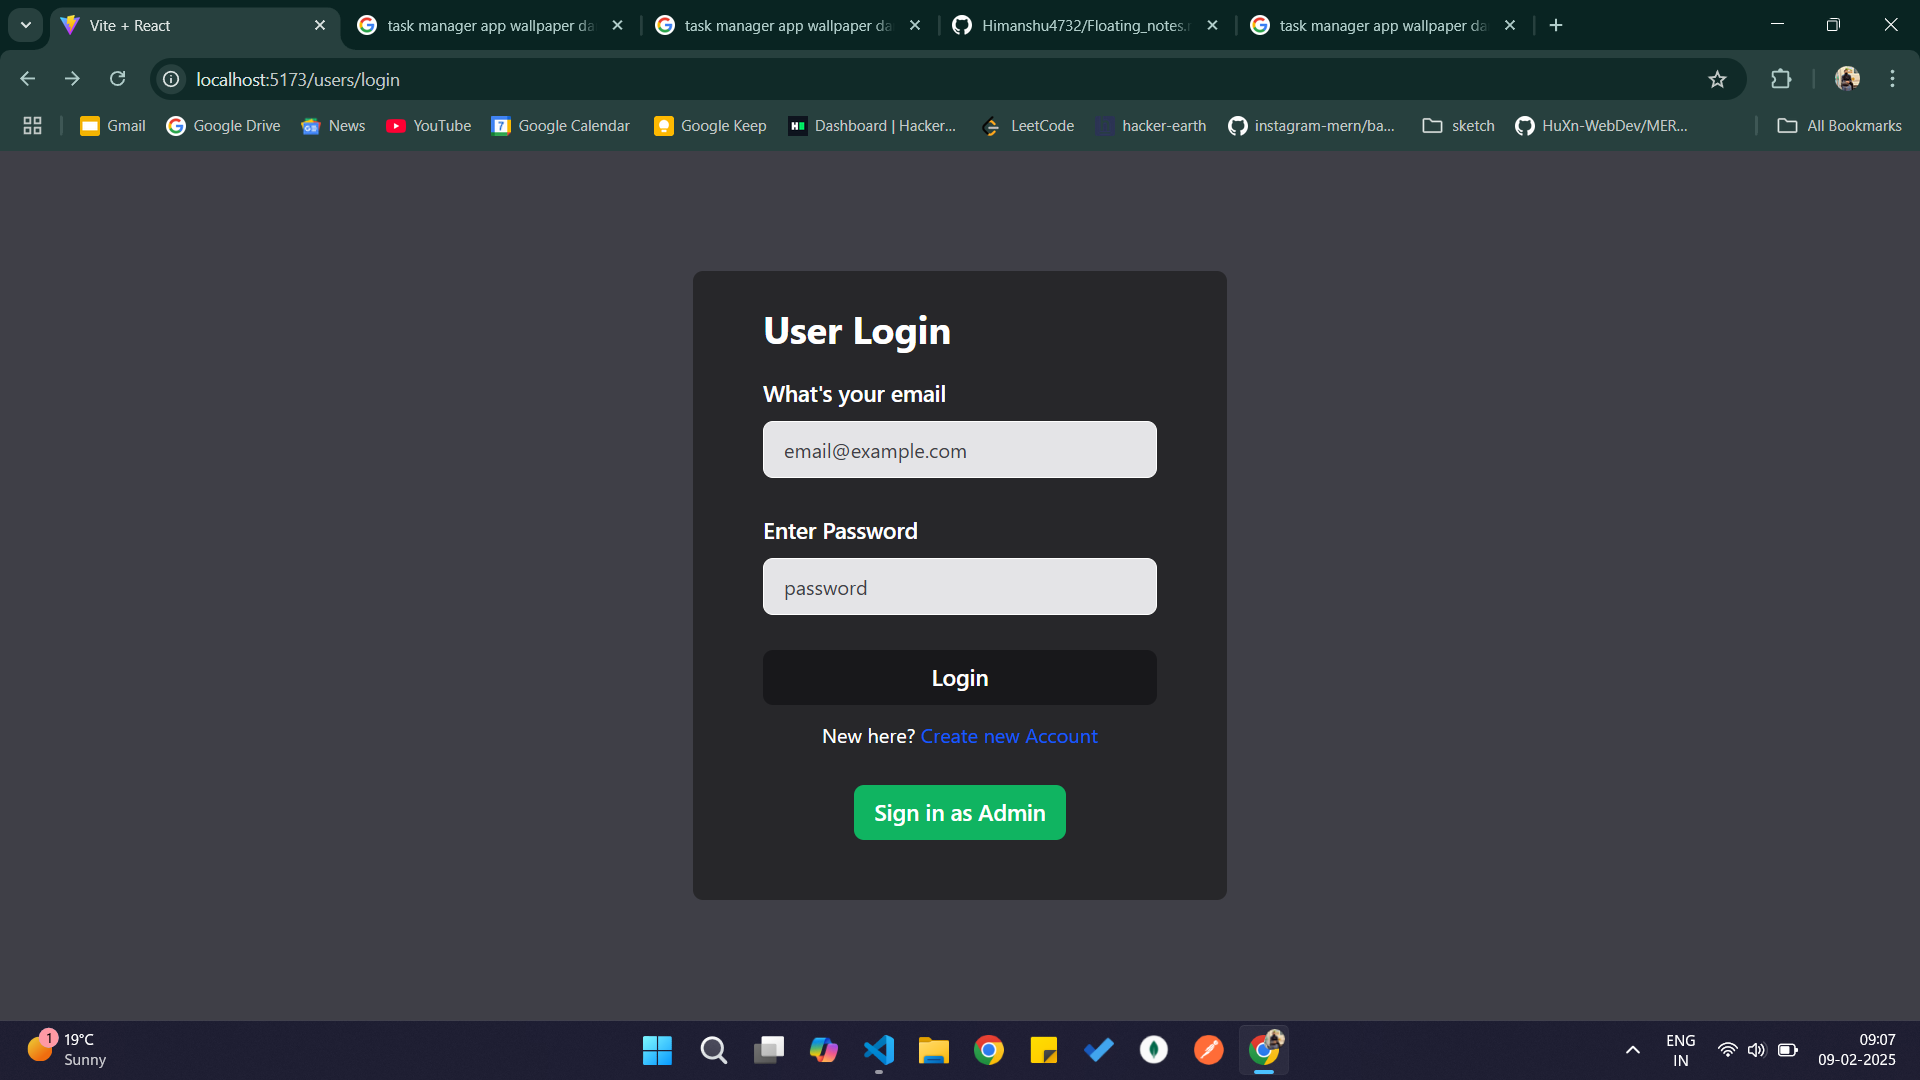 Vite + React
task manager app wallpaper da
task manager app wallpaper da
Himanshu4732/Floating_notes.
task manager app wallpaper da
localhost:5173/users/login
Gmail
Google Drive
News
YouTube
7
Google Calendar
Google Keep
Dashboard | Hacker...
LeetCode
hacker-earth
instagram-mern/ba...
sketch
HuXn-WebDev/MER...
All Bookmarks
User Login
What's your email
email@example.com
Enter Password
password
Login
New here? Create new Account
Sign in as Admin
1
19°C
Sunny
ENG
IN
09:07
09-02-2025